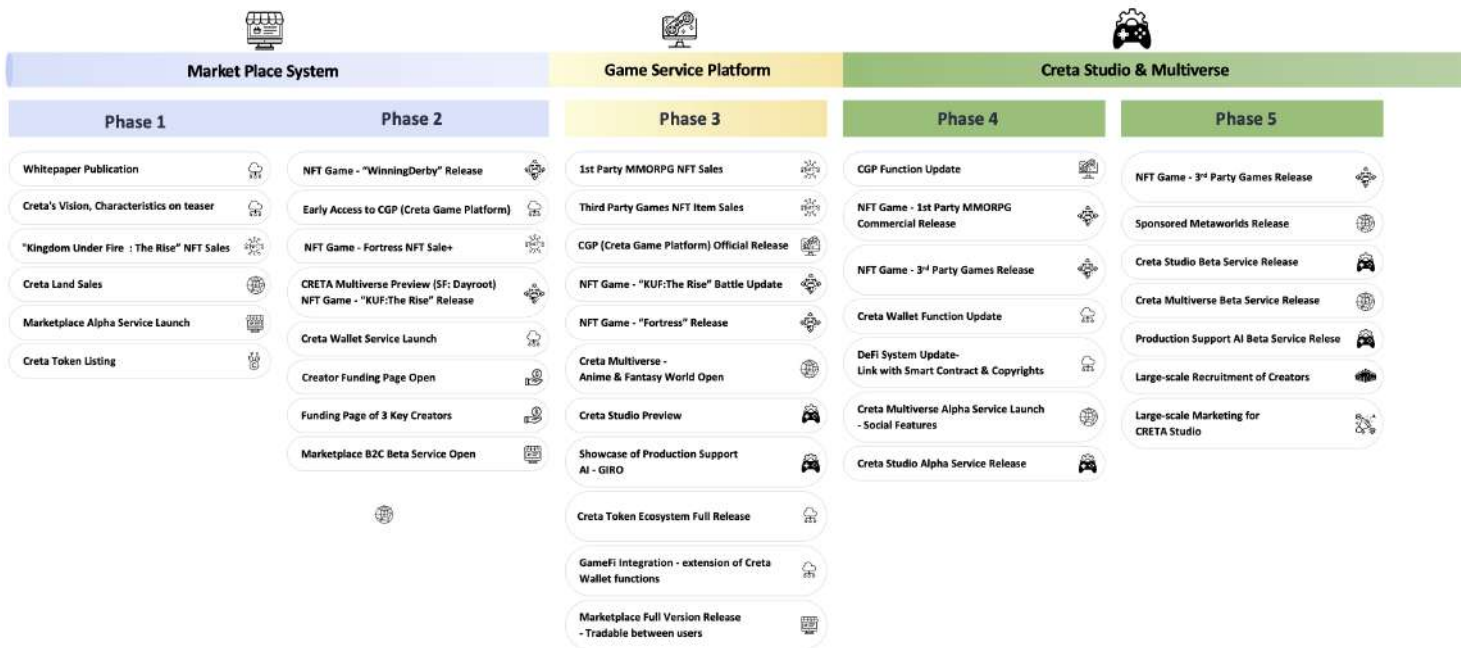 Market Place System
Game Service Platform
Creta Studio & Multiverse
Phase 1
Whitepaper Publication
Creta's Vision, Characteristics on teaser
"Kingdom Under Fire : The Rise" NFT Sales
Creta Land Sales
Marketplace Alpha Service Launch
Creta Token Listing
Phase 2
NFT Game - "WinningDerby" Release
Early Access to CGP (Creta Game Platform)
NFT Game - Fortress NFT Sale+
CRETA Multiverse Preview (SF: Dayroot)
NFT Game - "KUF:The Rise" Release
Creta Wallet Service Launch
Creator Funding Page Open
Funding Page of 3 Key Creators
Marketplace B2C Beta Service Open
Phase 3
1st Party MMORPG NFT Sales
Third Party Games NFT Item Sales
CGP (Creta Game Platform) Official Release
NFT Game - "KUF:The Rise" Battle Update
NFT Game - "Fortress" Release
Creta Multiverse -
Anime & Fantasy World Open
Creta Studio Preview
Showcase of Production Support
AI - GIRO
Creta Token Ecosystem Full Release
GameFi Integration - extension of Creta
Wallet functions
Marketplace Full Version Release
- Tradable between users
Phase 4
CGP Function Update
NFT Game - 1st Party MMORPG
Commercial Release
NFT Game - 3rd Party Games Release
Creta Wallet Function Update
DeFi System Update-
Link with Smart Contract & Copyrights
Creta Multiverse Alpha Service Launch
- Social Features
Creta Studio Alpha Service Release
Phase 5
NFT Game - 3rd Party Games Release
Sponsored Metaworlds Release
Creta Studio Beta Service Release
Creta Multiverse Beta Service Release
Production Support AI Beta Service Relese
Large-scale Recruitment of Creators
Large-scale Marketing for
CRETA Studio